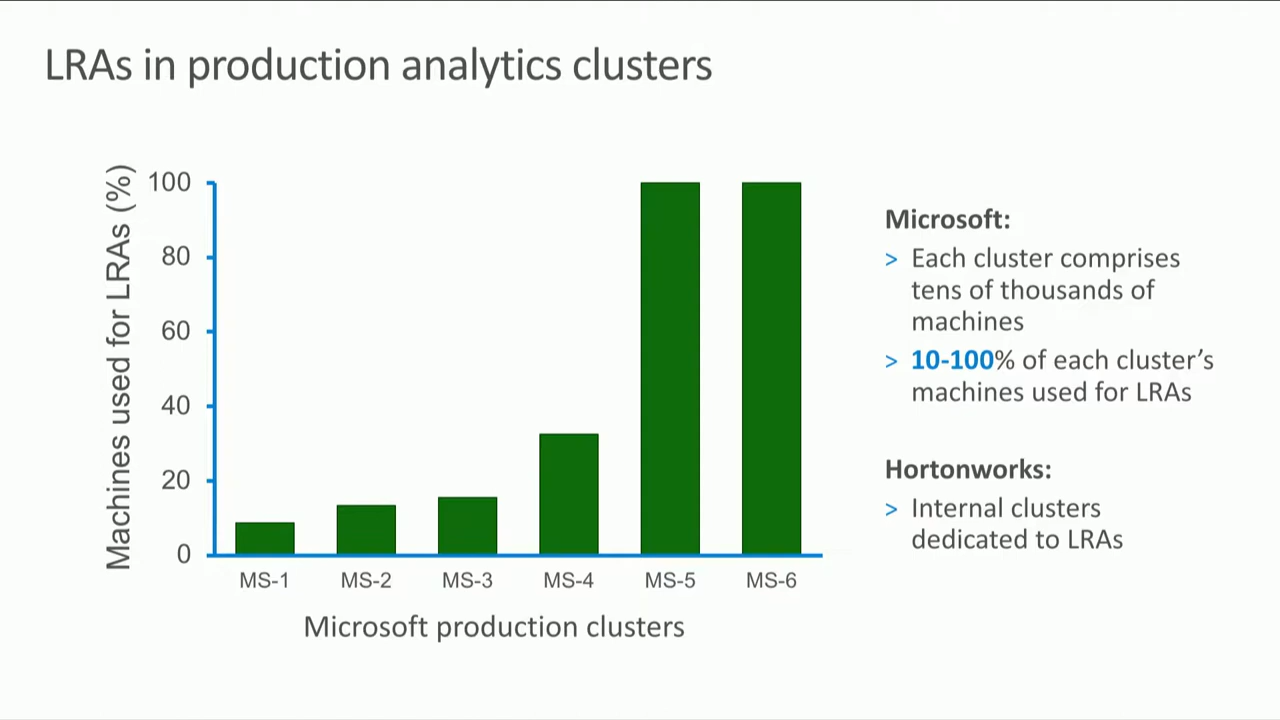 LRAs in production analytics clusters
Machines used for LRAs (%)
100
80
60
40
20
0
MS-1 MS-2 MS-3 MS-4 MS-5 MS-6
Microsoft production clusters
Microsoft:
> Each cluster comprises
tens of thousands of
machines
> 10-100% of each cluster’s
machines used for LRAs
Hortonworks:
> Internal clusters
dedicated to LRAs